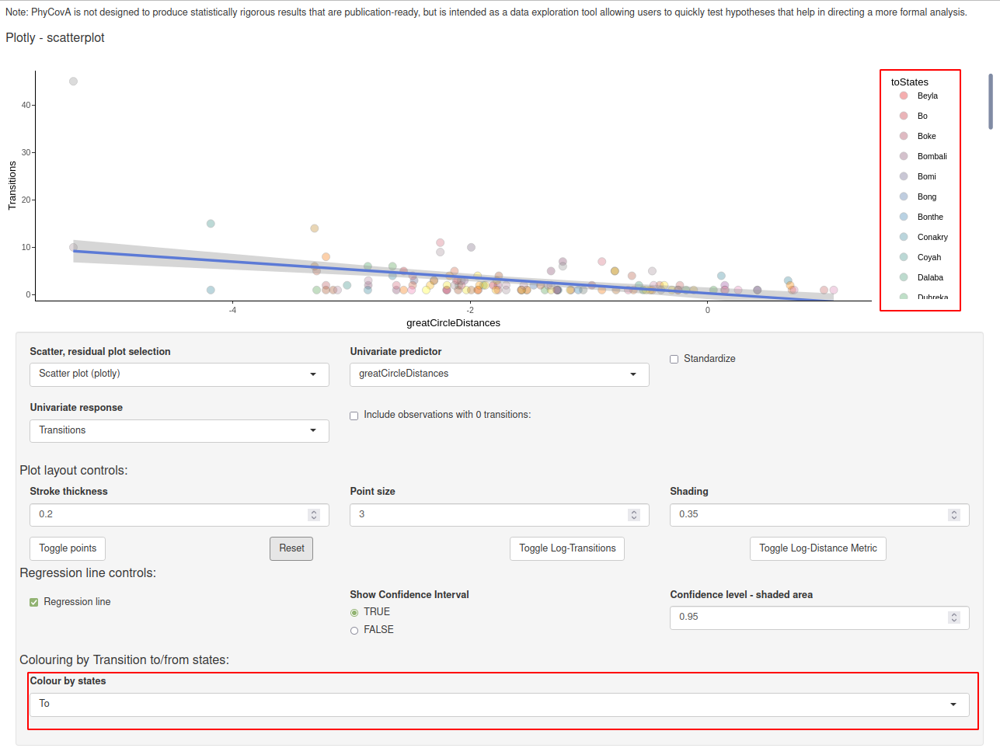 Note: PhyCovA is not designed to produce statistically rigorous results that are publication-ready, but is intended as a data exploration tool allowing users to quickly test hypotheses that help in directing a more formal analysis.
Plotly - scatterplot
Transitions
40
30
20
10
0
-4
-2
0
greatCircleDistances
toStates
Beyla
Bo
Boke
Bombali
Bomi
Bong
Bonthe
Conakry
Coyah
Dalaba
Dubreka
Scatter, residual plot selection
Scatter plot (plotly)
Univariate predictor
greatCircleDistances
Standardize
Univariate response
Transitions
Include observations with 0 transitions:
Plot layout controls:
Stroke thickness
0.2
Point size
3
Shading
0.35
Toggle points
Reset
Toggle Log-Transitions
Toggle Log-Distance Metric
Regression line controls:
Regression line
Show Confidence Interval
TRUE
FALSE
Confidence level - shaded area
0.95
Colouring by Transition to/from states:
Colour by states
To